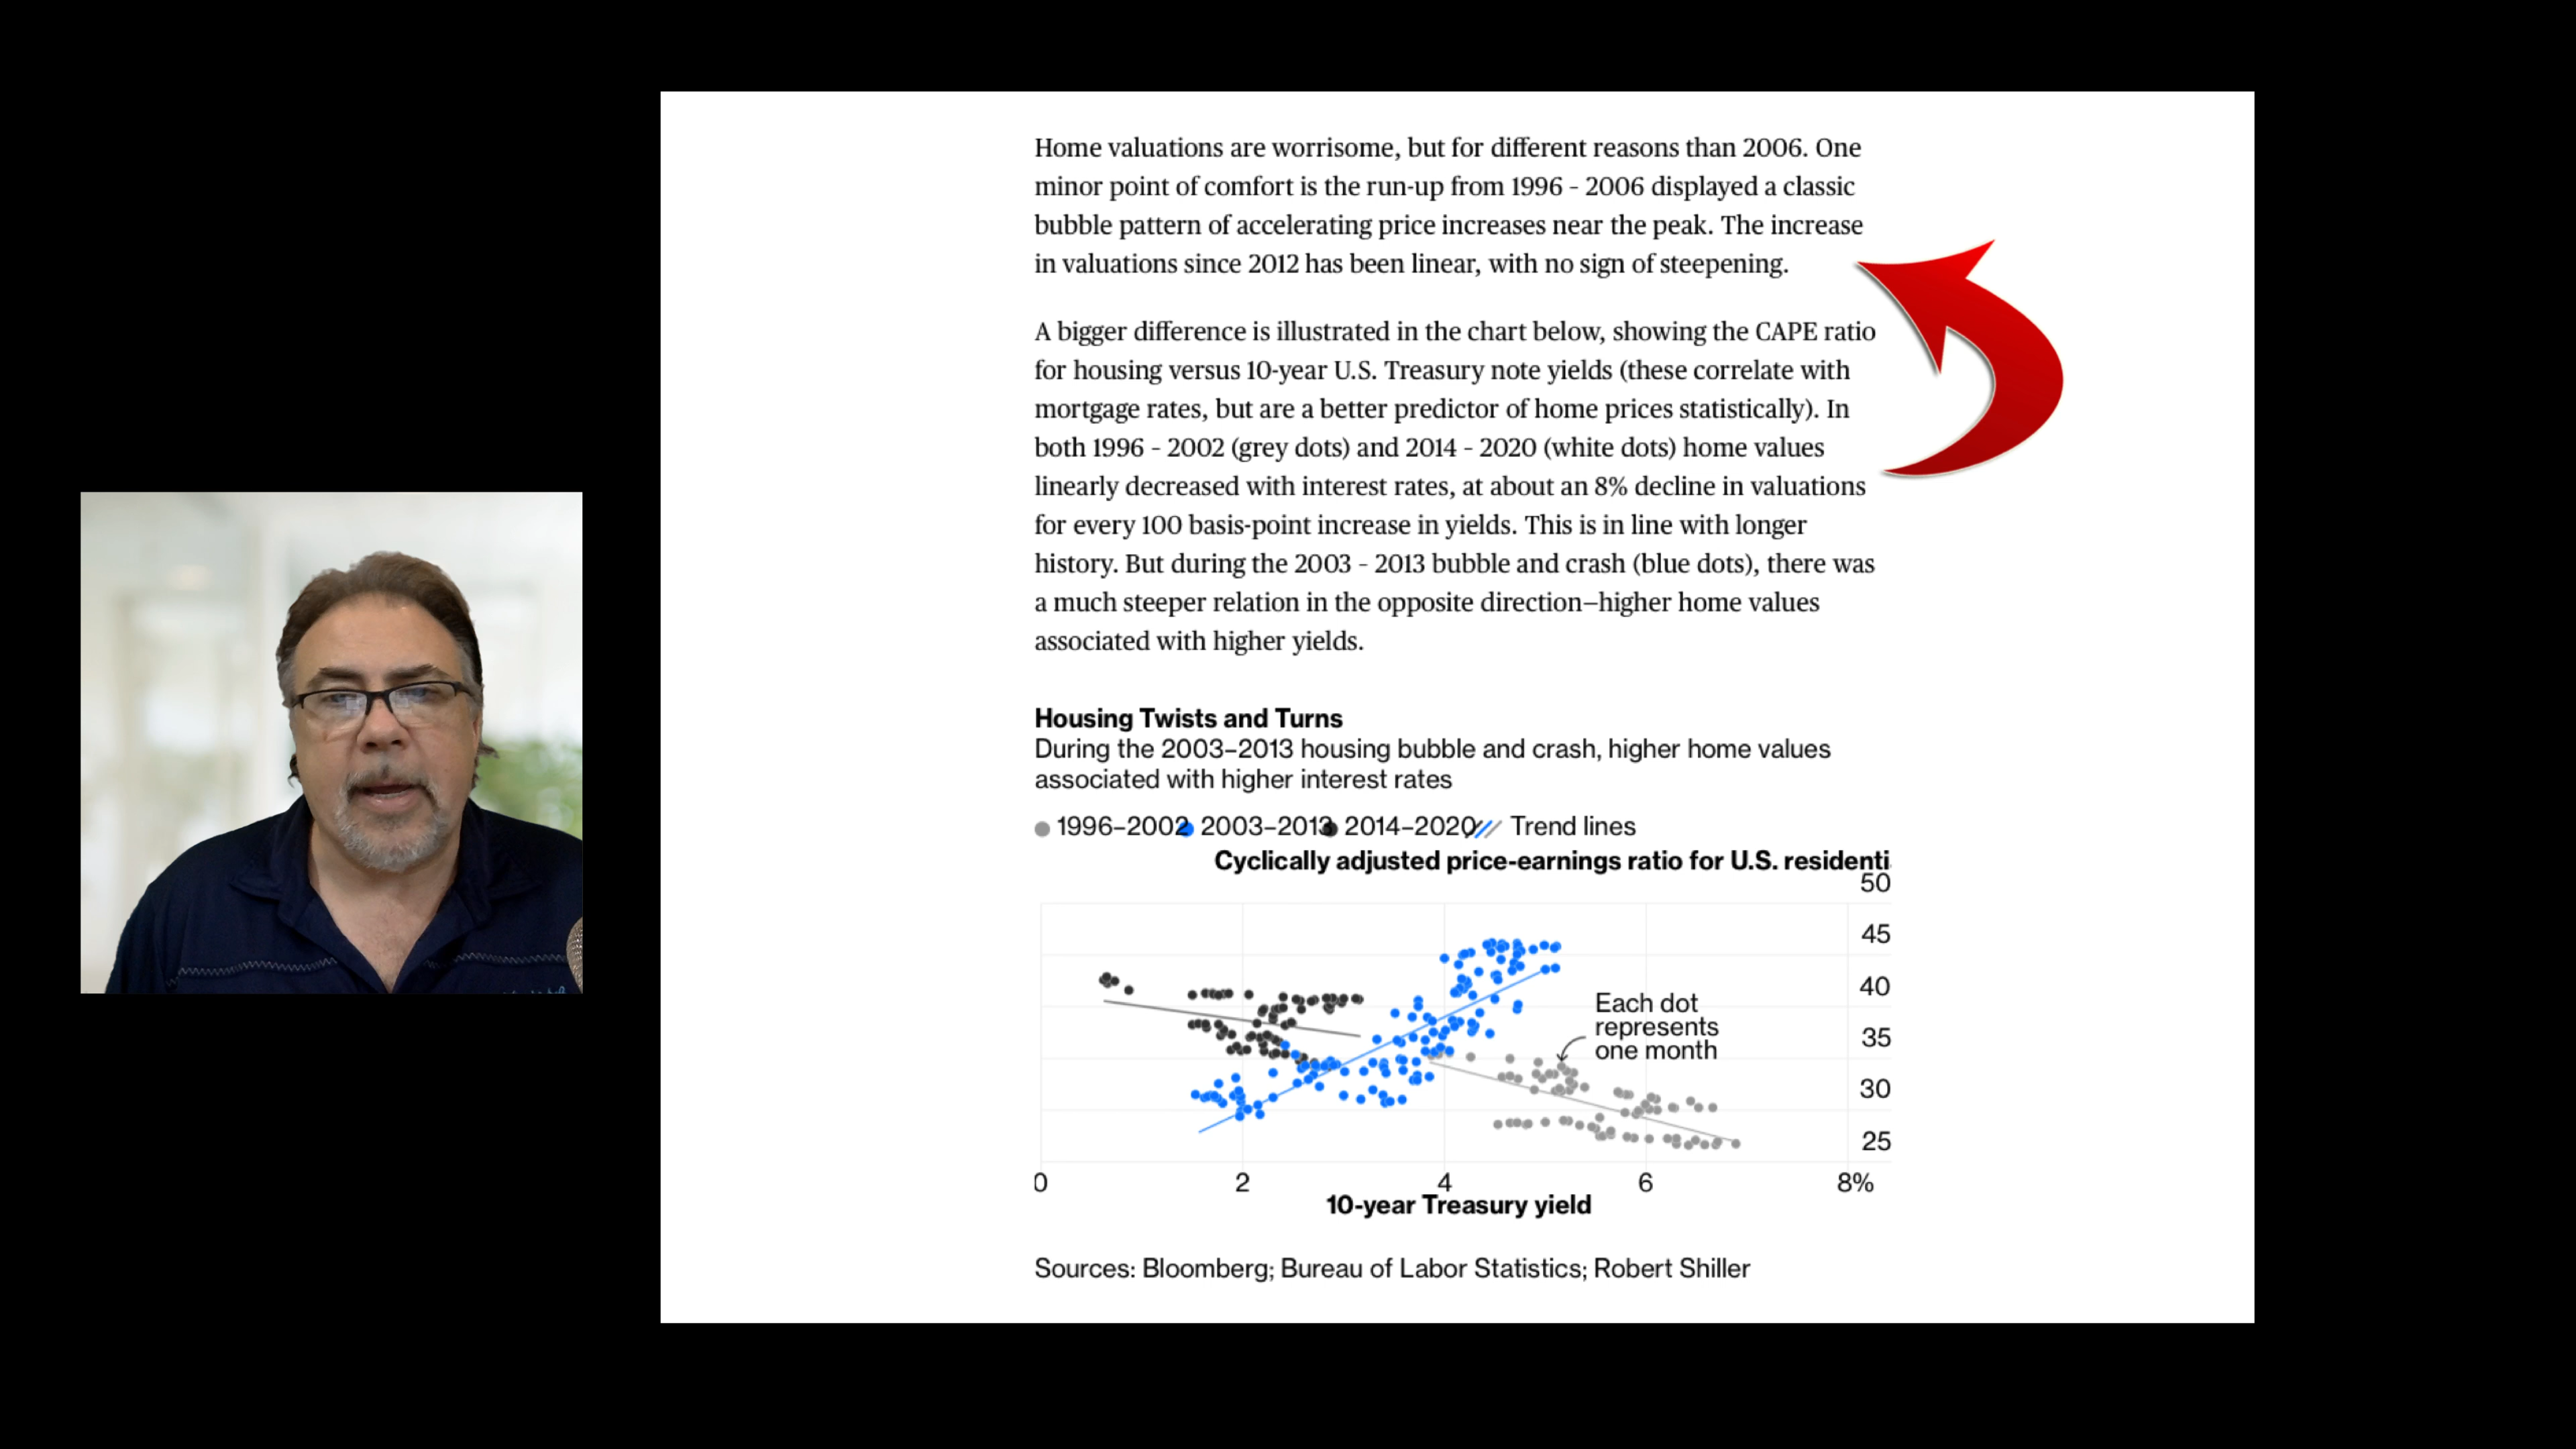 Home valuations are worrisome, but for different reasons than 2006. One
minor point of comfort is the run-up from 1996 - 2006 displayed a classic
bubble pattern of accelerating price increases near the peak. The increase
in valuations since 2012 has been linear, with no sign of steepening.
A bigger difference is illustrated in the chart below, showing the CAPE ratio
for housing versus 10-year U.S. Treasury note yields (these correlate with
mortgage rates, but are a better predictor of home prices statistically). In
both 1996 - 2002 (grey dots) and 2014 - 2020 (white dots) home values
linearly decreased with interest rates, at about an 8% decline in valuations
for every 100 basis-point increase in yields. This is in line with longer
history. But during the 2003 - 2013 bubble and crash (blue dots), there was
a much steeper relation in the opposite direction—higher home values
associated with higher yields.
Housing Twists and Turns
During the 2003–2013 housing bubble and crash, higher home values
associated with higher interest rates
1996–2002 2003–2013 2014–2020 Trend lines
Cyclically adjusted price-earnings ratio for U.S. residenti
50
45
40
35
30
25
Each dot
represents
one month
0 2 4 6 8%
10-year Treasury yield
Sources: Bloomberg; Bureau of Labor Statistics; Robert Shiller